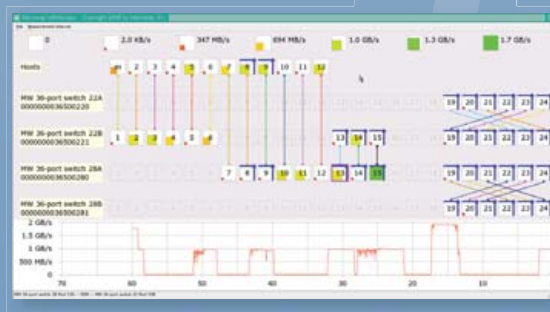 0 2.0 KB/s 347 MB/s 694 MB/s 1.0 GB/s 1.3 GB/s 1.7 GB/s
Hosts m 2 3 4 5 6 7 8 9 10 11 12
MW 36-port switch 22A
0000000036500220
19 20 21 22 23 24
MW 36-port switch 22B
0000000036500221
1 2 3 4 5 6 13 14 15
19 20 21 22 23 24
MW 36-port switch 28A
0000000036500280
7 8 9 10 11 12 13 14 15
19 20 21 22 23 24
MW 36-port switch 28B
0000000036500281
19 20 21 22 23 24
2 GB/s
1.5 GB/s
1 GB/s
500 MB/s
0
70 60 50 40 30 20 10